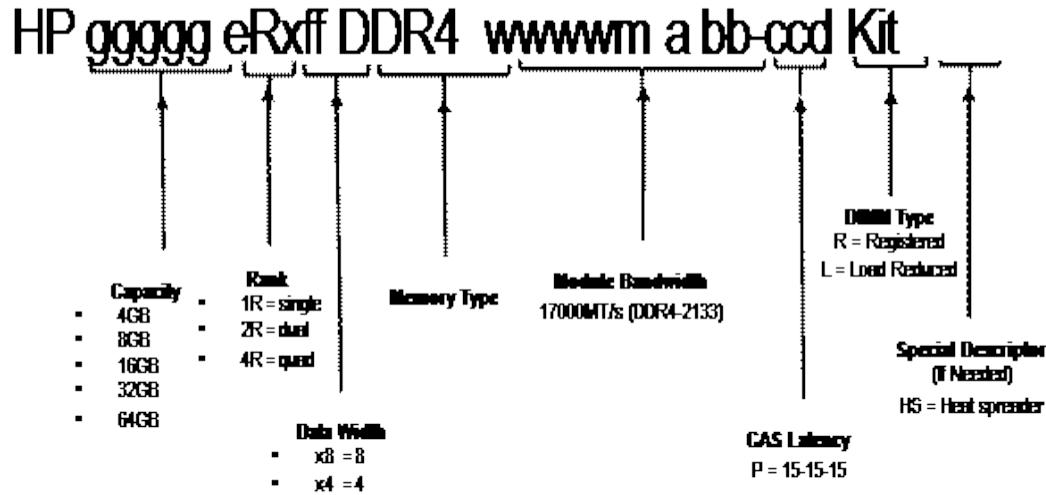 HP ggggg eRxff DDR4 wwwwm a bb-ccd Kit
Capacity
▪ 4GB
▪ 8GB
▪ 16GB
▪ 32GB
▪ 64GB
Rank
▪ 1R = single
▪ 2R = dual
▪ 4R = quad
Data Width
▪ x8 = 8
▪ x4 = 4
Memory Type
Module Bandwidth
17000MT/s (DDR4-2133)
CAS Latency
P = 15-15-15
DIMM Type
R = Registered
L = Load Reduced
Special Descriptor
(If Needed)
HS = Heat spreader